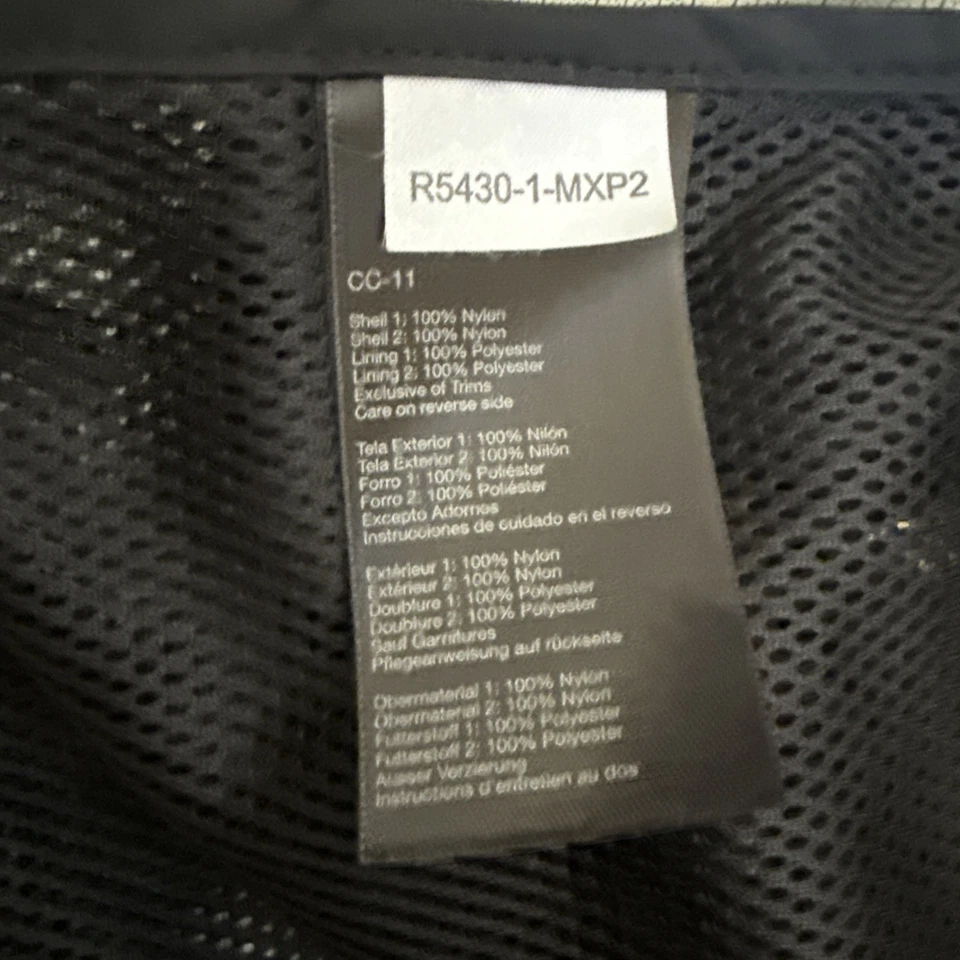 R5430-1-MXP2
CC-11
Shell 1: 100% Nylon
Shell 2: 100% Nylon
Lining 1: 100% Polyester
Lining 2: 100% Polyester
Exclusive of Trims
Care on reverse side
Tela Exterior 1: 100% Nilón
Tela Exterior 2: 100% Nilón
Forro 1: 100% Poliéster
Forro 2: 100% Poliéster
Excepto Adornos
Instrucciones de cuidado en el reverso
Extérieur 1: 100% Nylon
Extérieur 2: 100% Nylon
Doublure 1: 100% Polyester
Doublure 2: 100% Polyester
Sauf Garnitures
Pflegeanweisung auf rückseite
Obermaterial 1: 100% Nylon
Obermaterial 2: 100% Nylon
Futterstoff 1: 100% Polyester
Futterstoff 2: 100% Polyester
Ausser Verzierung
Instructions d'entretien au dos